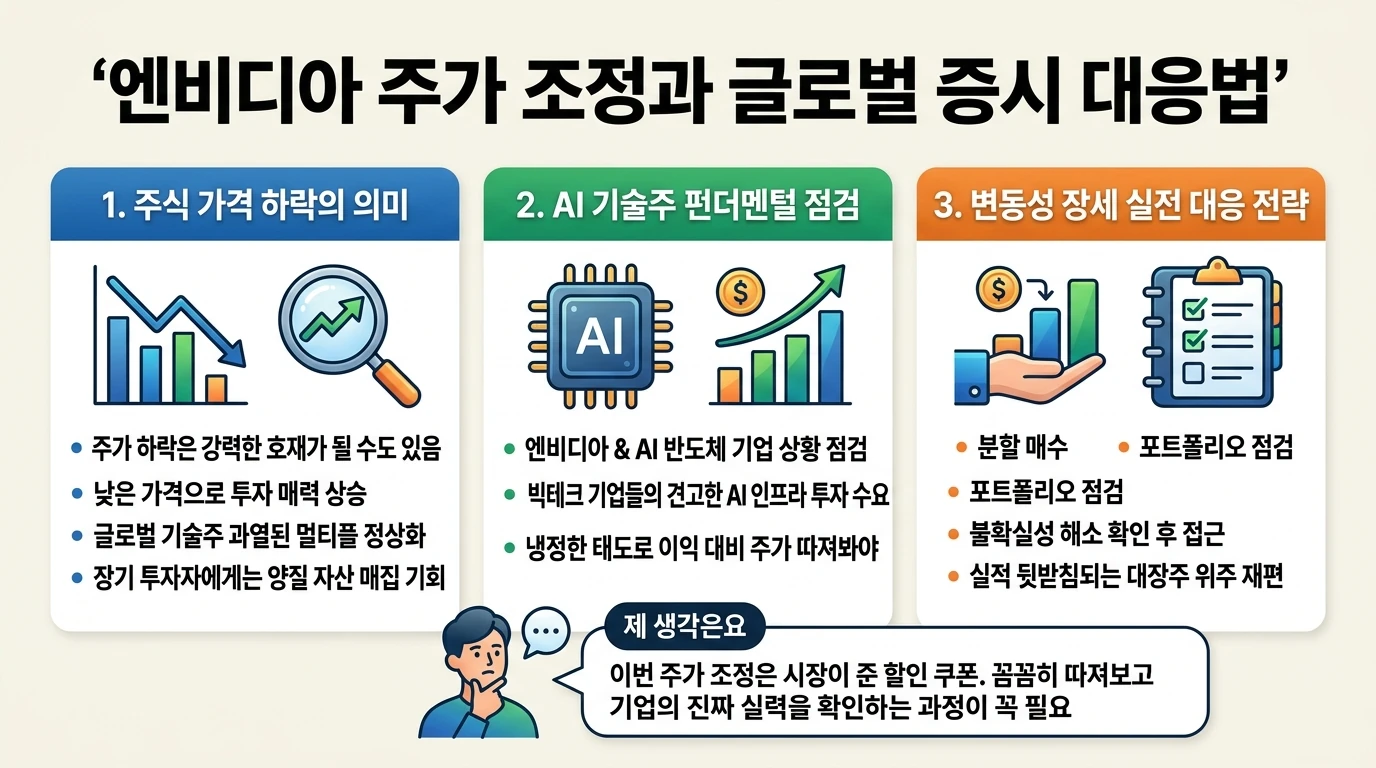 ‘엔비디아 주가 조정과 글로벌 증시 대응법’
1. 주식 가격 하락의 의미
• 주가 하락은 강력한 호재가 될 수도 있음
• 낮은 가격으로 투자 매력 상승
• 글로벌 기술주 과열된 멀티플 정상화
• 장기 투자자에게는 양질 자산 매집 기회
2. AI 기술주 펀더멘털 점검
AI
$
• 엔비디아 & AI 반도체 기업 상황 점검
• 빅테크 기업들의 견고한 AI 인프라 투자 수요
• 냉정한 태도로 이익 대비 주가 따져봐야
3. 변동성 장세 실전 대응 전략
$
• 분할 매수 • 포트폴리오 점검
• 포트폴리오 점검
• 불확실성 해소 확인 후 접근
• 실적 뒷받침되는 대장주 위주 재편
제 생각은요
이번 주가 조정은 시장이 준 할인 쿠폰. 꼼꼼히 따져보고
기업의 진짜 실력을 확인하는 과정이 꼭 필요